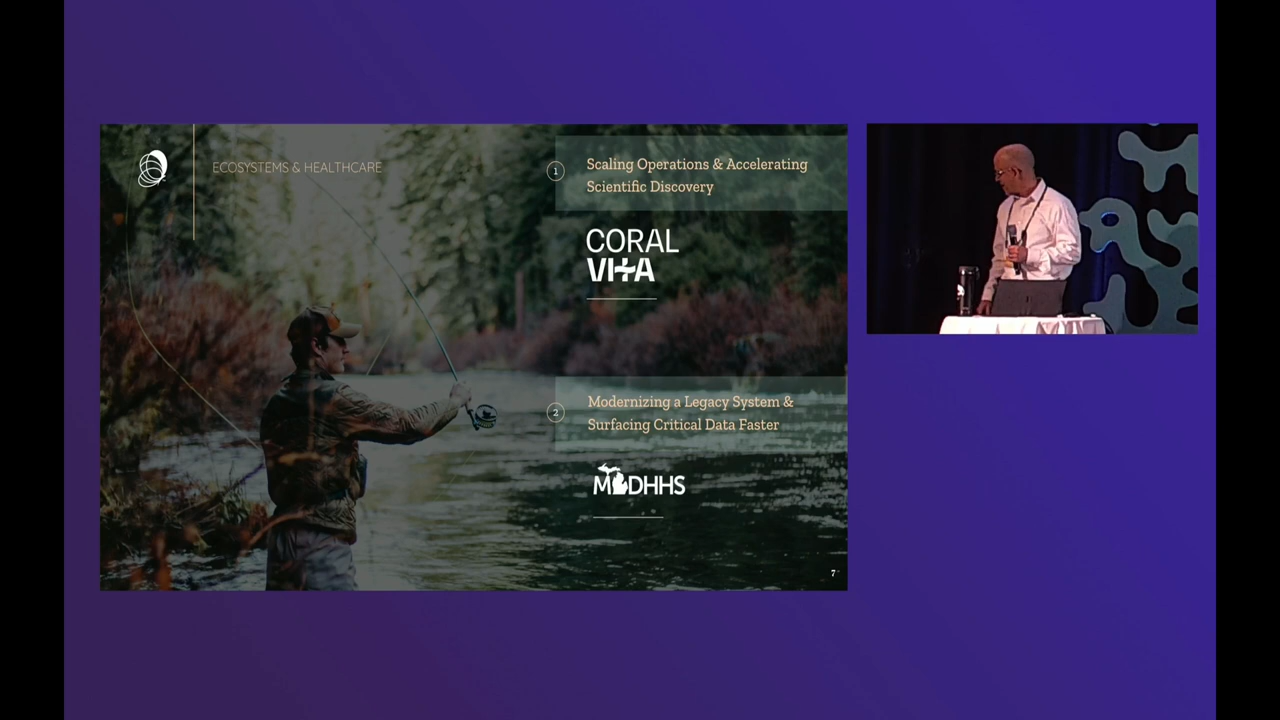 ECOSYSTEMS & HEALTHCARE
1
Scaling Operations & Accelerating
Scientific Discovery
CORAL
VITA
2
Modernizing a Legacy System &
Surfacing Critical Data Faster
MDHHS
7